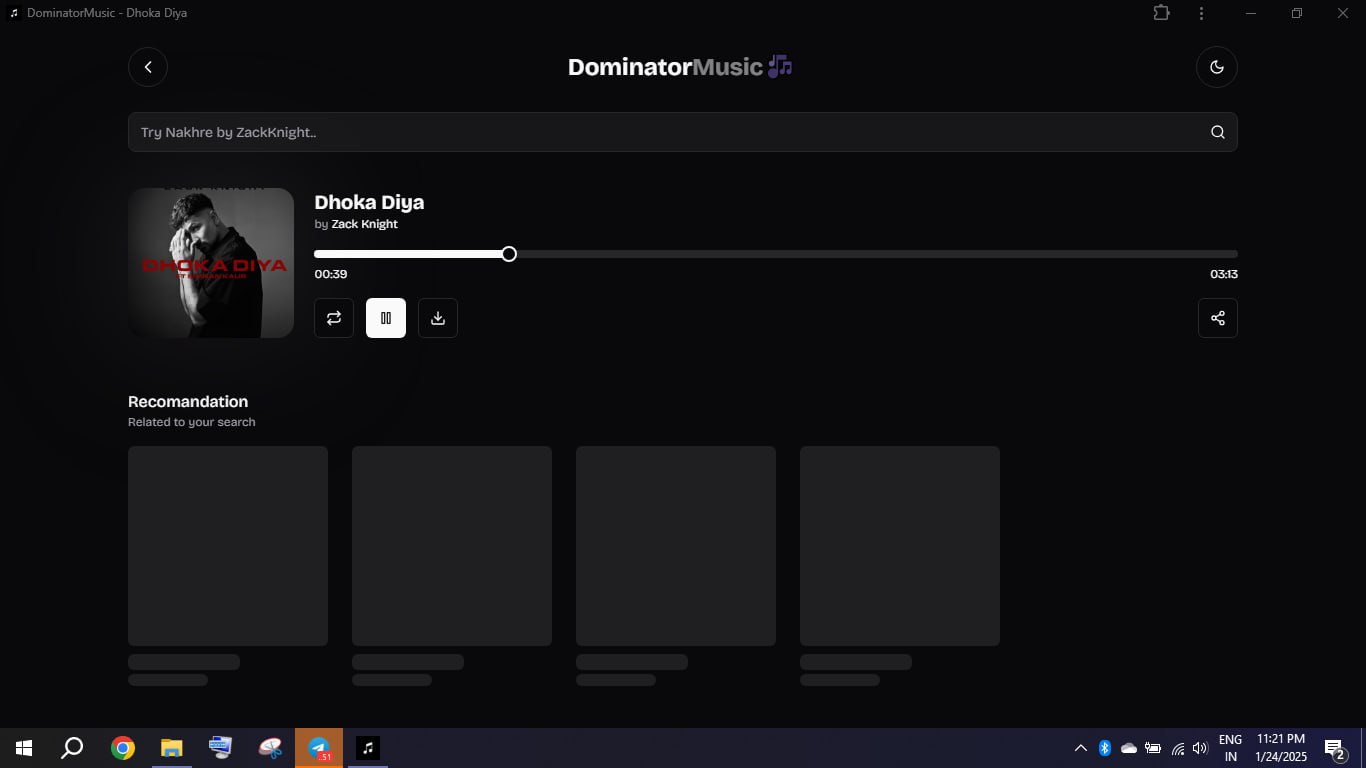 DominatorMusic - Dhoka Diya
DominatorMusic
Try Nakhre by ZackKnight..
DHOKA DIYA
Dhoka Diya
by Zack Knight
00:39
03:13
Recomandation
Related to your search
51
ENG
IN
11:21 PM
1/24/2025
2